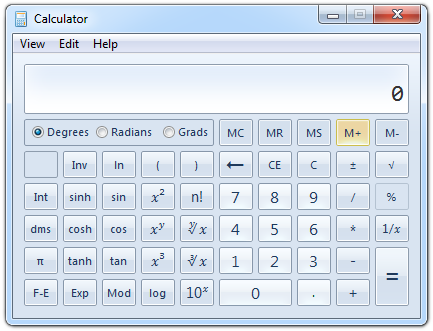 Calculator
View Edit Help
0
Degrees Radians Grads MC MR MS M+ M-
Inv ln ( ) ← CE C ± √
Int sinh sin x² n! 7 8 9 / %
dms cosh cos xʸ ʸ√x 4 5 6 * 1/x
π tanh tan x³ ³√x 1 2 3 - =
F-E Exp Mod log 10ˣ 0 . +